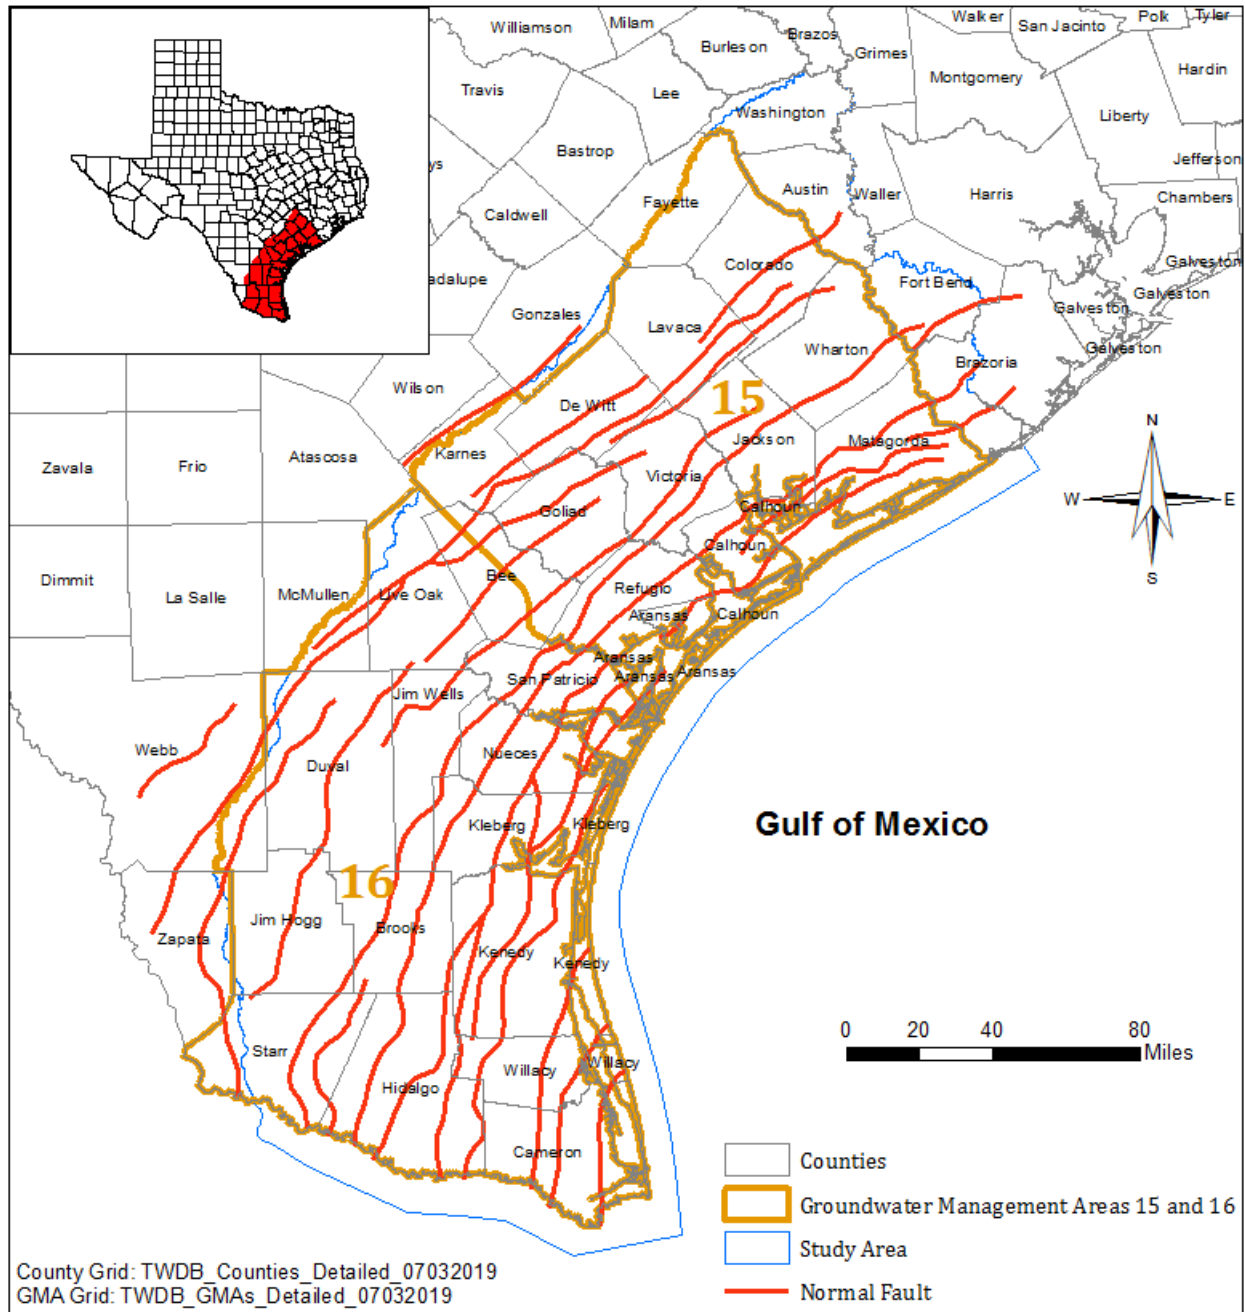 Williamson
Milam
Brazos
Walker
San Jacinto
Polk
Tyler
Burleson
Grimes
Montgomery
Hardin
Travis
Lee
Washington
Liberty
Bastrop
Jefferson
ys
Austin
Waller
Harris
Chambers
Fayette
Caldwell
Colorado
Galveston
adalupe
Fort Bend
Galveston
Gonzales
Lavaca
Galveston
Wharton
Galveston
Brazoria
Wilson
15
De Witt
N
Jackson
Matagorda
Karnes
Atascosa
Zavala
Frio
Victoria
W
E
Calhoun
Goliad
Calhoun
S
Dimmit
La Salle
McMullen
Live Oak
Bee
Refugio
Aransas
Calhoun
Aransas
Aransas
Aransas
San Patricio
Jim Wells
Webb
Duval
Nueces
Gulf of Mexico
Kleberg
Kleberg
16
Jim Hogg
Brooks
Zapata
Kenedy
Kenedy
0 20 40 80
Miles
Starr
Willacy
Willacy
Hidalgo
Cameron
Counties
Groundwater Management Areas 15 and 16
Study Area
Normal Fault
County Grid: TWDB_Counties_Detailed_07032019
GMA Grid: TWDB_GMAs_Detailed_07032019